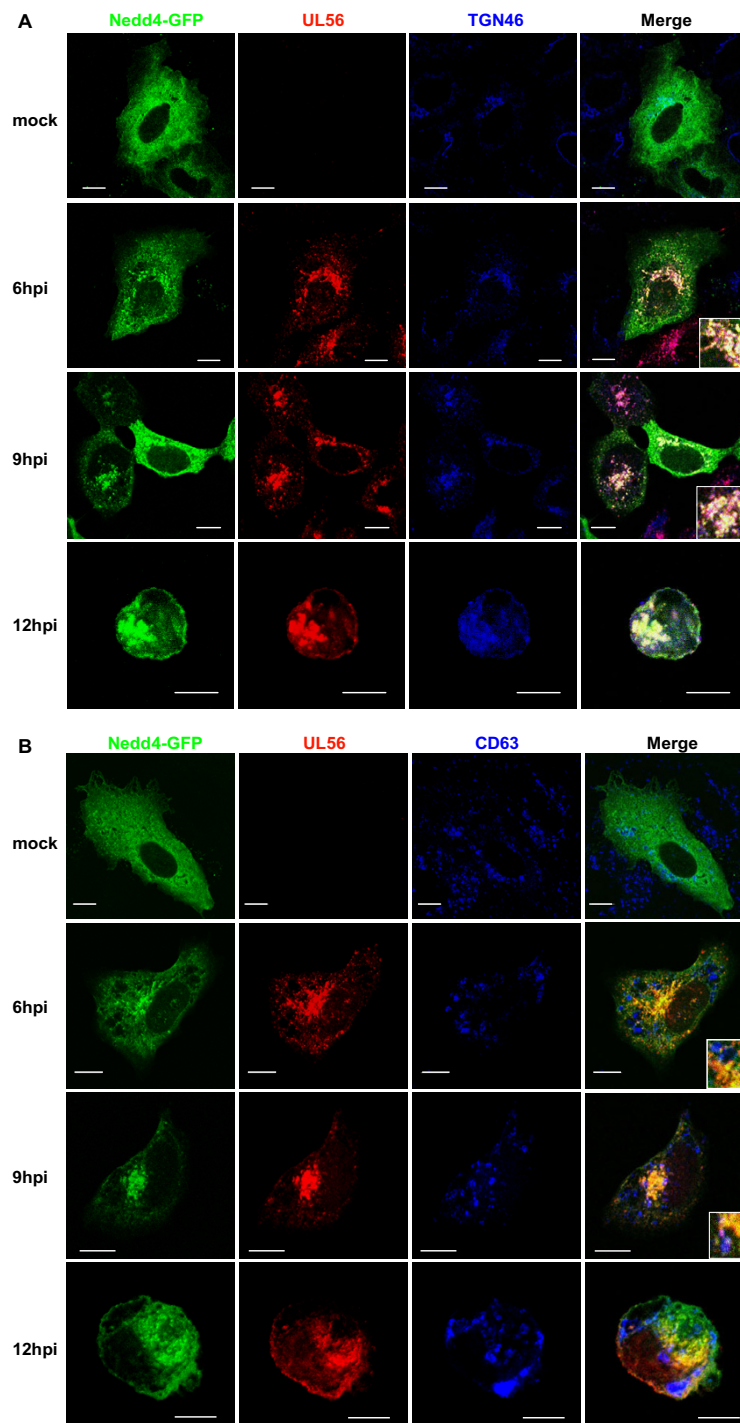 A
Nedd4-GFP UL56 TGN46 Merge
mock
6hpi
9hpi
12hpi
B
Nedd4-GFP UL56 CD63 Merge
mock
6hpi
9hpi
12hpi